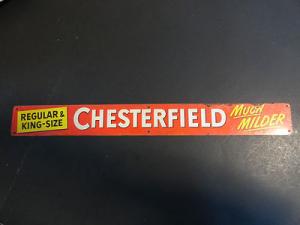 REGULAR &
KING-SIZE
CHESTERFIELD
MUCH
MILDER